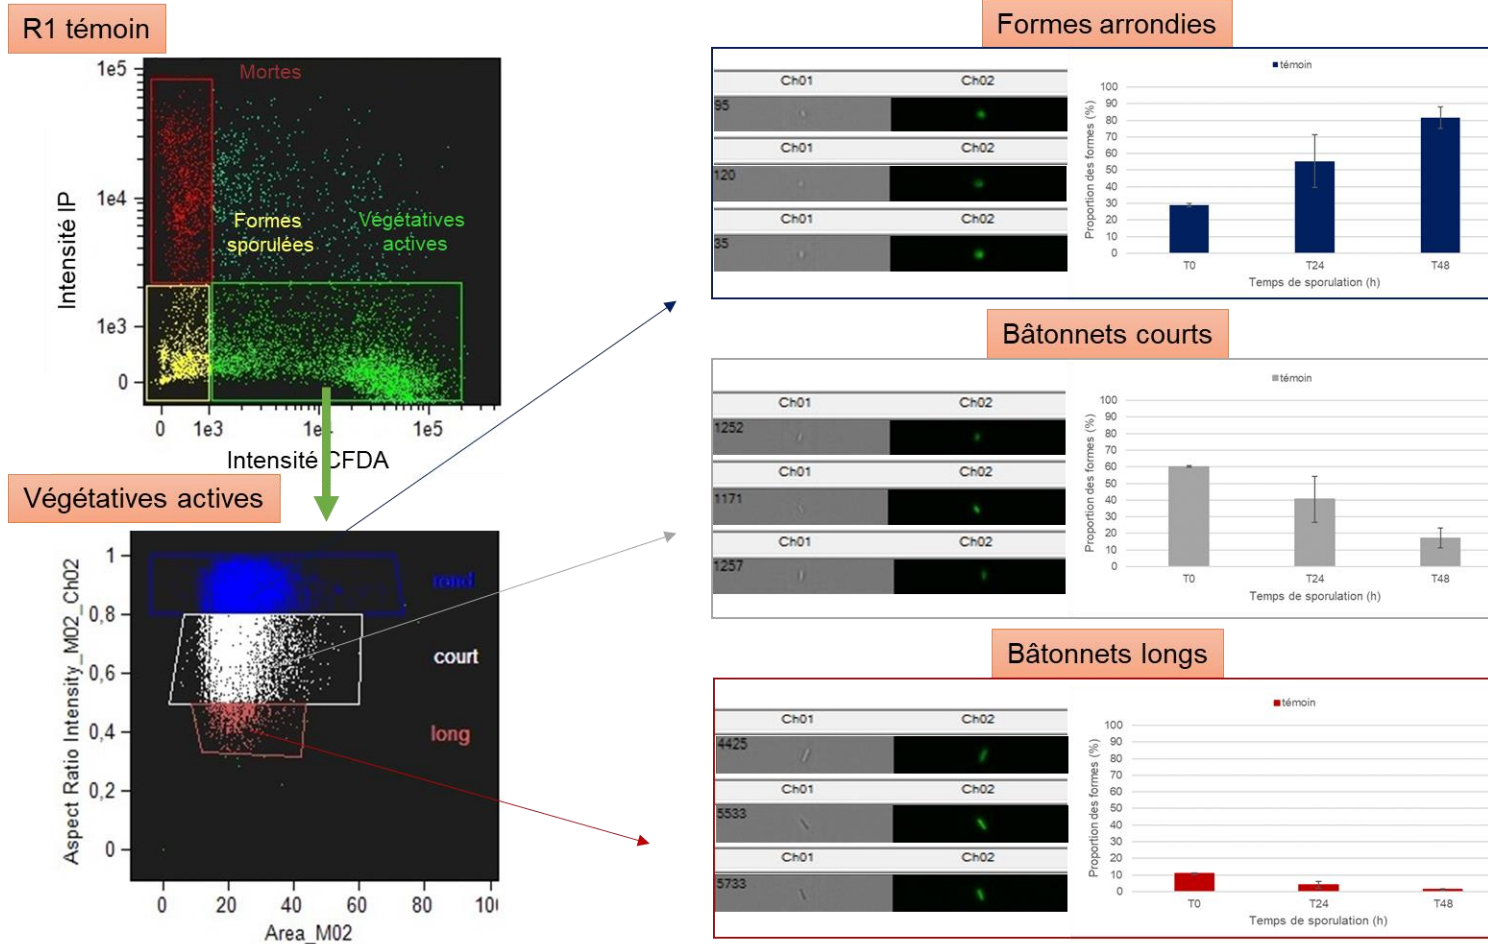 R1 témoin
Intensité IP
1e5
1e4
1e3
0
Mortes
Formes
sporulées
Végétatives
actives
0
1e3
1e4
1e5
Intensité CFDA
Végétatives actives
Aspect Ratio Intensity_M02_Ch02
1
0,8
0,6
0,4
0,2
0
rond
court
long
0
20
40
60
80
10
Area_M02
Formes arrondies
Ch01 Ch02
95
Ch01 Ch02
120
Ch01 Ch02
35
témoin
Proportion des formes (%)
100
90
80
70
60
50
40
30
20
10
0
T0 T24 T48
Temps de sporulation (h)
Bâtonnets courts
Ch01 Ch02
1252
Ch01 Ch02
1171
Ch01 Ch02
1257
témoin
Proportion des formes (%)
100
90
80
70
60
50
40
30
20
10
0
T0 T24 T48
Temps de sporulation (h)
Bâtonnets longs
Ch01 Ch02
4425
Ch01 Ch02
5533
Ch01 Ch02
5733
témoin
Proportion des formes (%)
100
90
80
70
60
50
40
30
20
10
0
T0 T24 T48
Temps de sporulation (h)